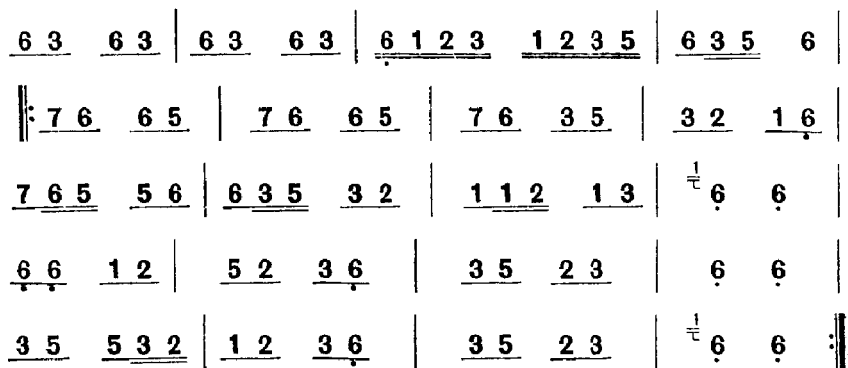 6 3 6 3 | 6 3 6 3 | 6̣ 1 2 3 1 2 3 5 | 6 3 5 6 |
‖: 7 6 6 5 | 7 6 6 5 | 7 6 3 5 | 3 2 1 6̣ |
7 6 5 5 6 | 6 3 5 3 2 | 1 1 2 1 3 | 1 6̣ 6̣ |
6̣ 6̣ 1 2 | 5 2 3 6̣ | 3 5 2 3 | 6̣ 6̣ |
3 5 5 3 2 | 1 2 3 6̣ | 3 5 2 3 | 1 6̣ 6̣ :‖